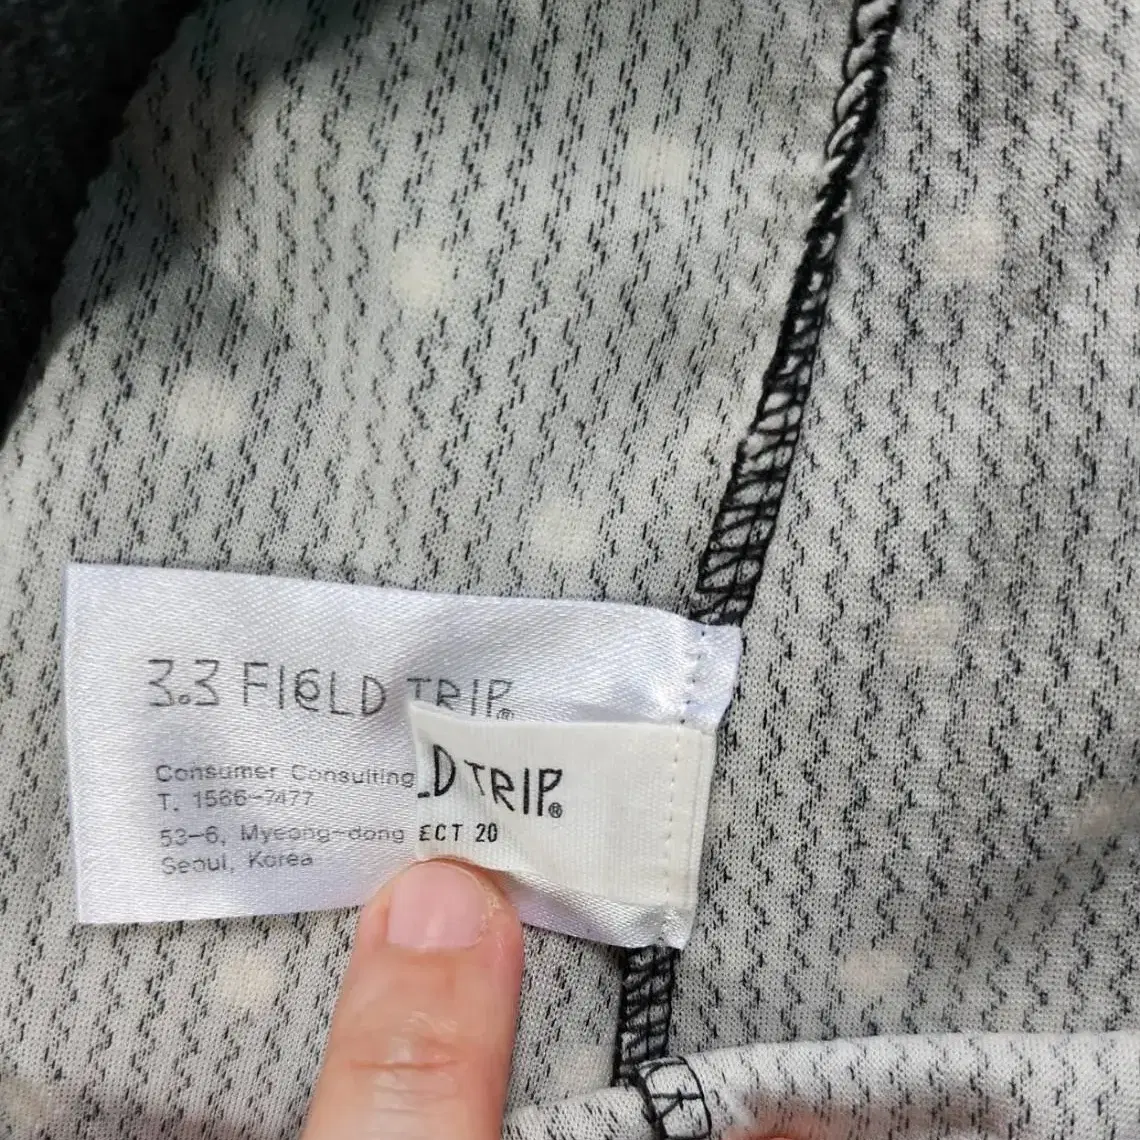 3.3 FIELD TRIP®
Consumer Consulting
T. 1566-7477
53-6, Myeong-dong
Seoul, Korea
LD TRIP®
ECT 20